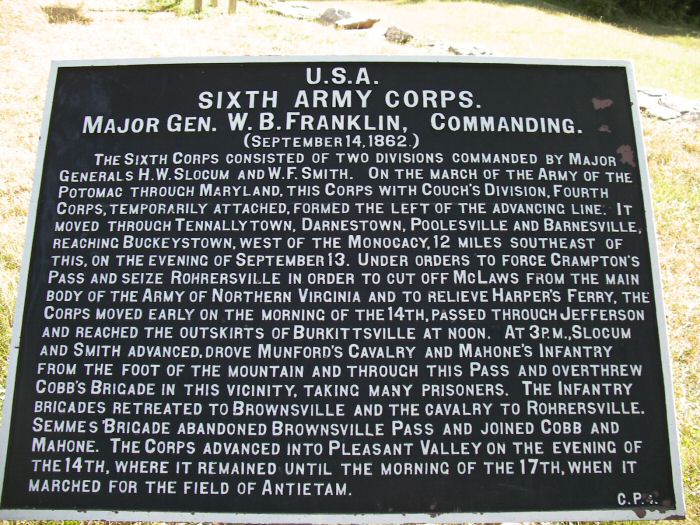 U.S.A.
SIXTH ARMY CORPS.
MAJOR GEN. W. B. FRANKLIN, COMMANDING.
(SEPTEMBER 14, 1862.)
THE SIXTH CORPS CONSISTED OF TWO DIVISIONS COMMANDED BY MAJOR
GENERALS H.W. SLOCUM AND W.F. SMITH. ON THE MARCH OF THE ARMY OF THE
POTOMAC THROUGH MARYLAND, THIS CORPS WITH COUCH'S DIVISION, FOURTH
CORPS, TEMPORARILY ATTACHED, FORMED THE LEFT OF THE ADVANCING LINE. IT
MOVED THROUGH TENNALLYTOWN, DARNESTOWN, POOLESVILLE AND BARNESVILLE,
REACHING BUCKEYSTOWN, WEST OF THE MONOCACY, 12 MILES SOUTHEAST OF
THIS, ON THE EVENING OF SEPTEMBER 13. UNDER ORDERS TO FORCE CRAMPTON'S
PASS AND SEIZE ROHRERSVILLE IN ORDER TO CUT OFF MCLAWS FROM THE MAIN
BODY OF THE ARMY OF NORTHERN VIRGINIA AND TO RELIEVE HARPER'S FERRY, THE
CORPS MOVED EARLY ON THE MORNING OF THE 14TH, PASSED THROUGH JEFFERSON
AND REACHED THE OUTSKIRTS OF BURKITTSVILLE AT NOON. AT 3 P.M., SLOCUM
AND SMITH ADVANCED, DROVE MUNFORD'S CAVALRY AND MAHONE'S INFANTRY
FROM THE FOOT OF THE MOUNTAIN AND THROUGH THIS PASS AND OVERTHREW
COBB'S BRIGADE IN THIS VICINITY, TAKING MANY PRISONERS. THE INFANTRY
BRIGADES RETREATED TO BROWNSVILLE AND THE CAVALRY TO ROHRERSVILLE.
SEMMES' BRIGADE ABANDONED BROWNSVILLE PASS AND JOINED COBB AND
MAHONE. THE CORPS ADVANCED INTO PLEASANT VALLEY ON THE EVENING OF
THE 14TH, WHERE IT REMAINED UNTIL THE MORNING OF THE 17TH, WHEN IT
MARCHED FOR THE FIELD OF ANTIETAM.